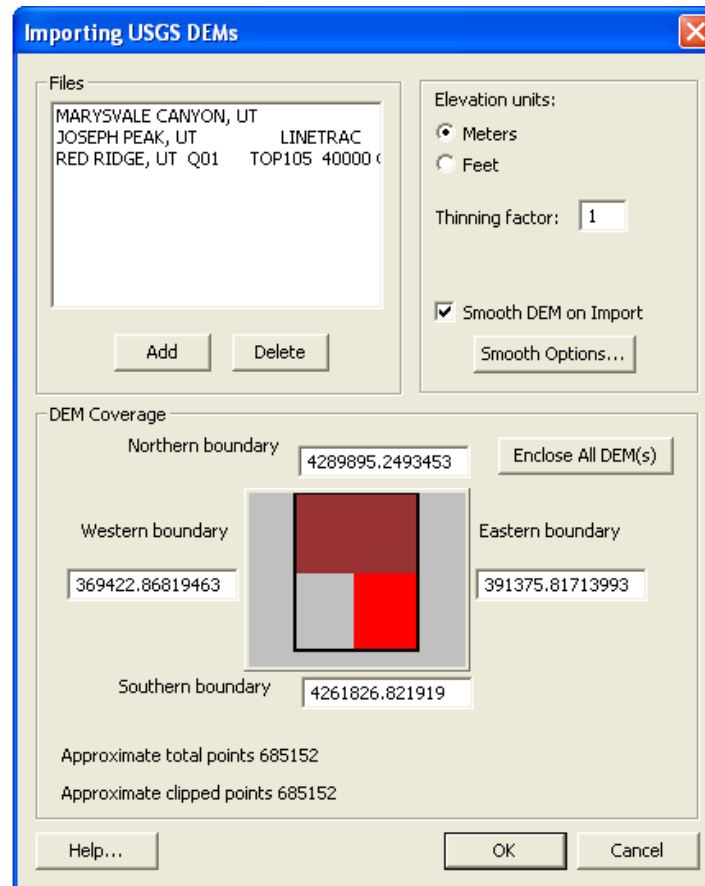 Importing USGS DEMs
Files
MARYSVALE CANYON, UT
JOSEPH PEAK, UT LINETRAC
RED RIDGE, UT Q01 TOP105 40000
Add
Delete
Elevation units:
Meters
Feet
Thinning factor: 1
Smooth DEM on Import
Smooth Options...
DEM Coverage
Northern boundary
4289895.2493453
Enclose All DEM(s)
Western boundary
369422.86819463
Eastern boundary
391375.81713993
Southern boundary
4261826.821919
Approximate total points 685152
Approximate clipped points 685152
Help...
OK
Cancel